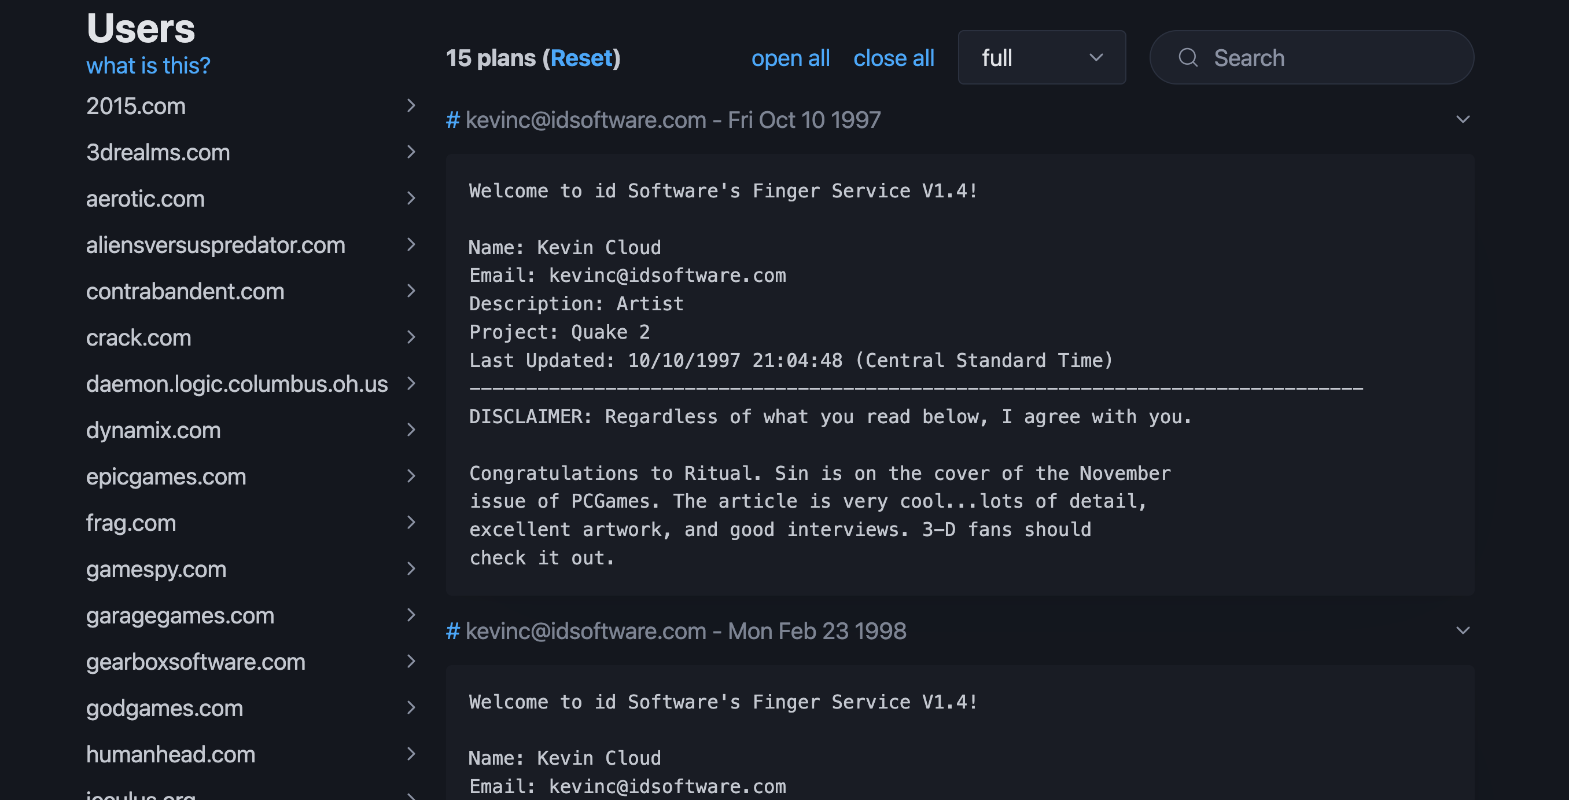 Users
what is this?
2015.com
3drealms.com
aerotic.com
aliensversuspredator.com
contrabandent.com
crack.com
daemon.logic.columbus.oh.us
dynamix.com
epicgames.com
frag.com
gamespy.com
garagegames.com
gearboxsoftware.com
godgames.com
humanhead.com
15 plans (Reset)
open all
close all
full
Search
# kevinc@idsoftware.com - Fri Oct 10 1997
Welcome to id Software's Finger Service V1.4!
Name: Kevin Cloud
Email: kevinc@idsoftware.com
Description: Artist
Project: Quake 2
Last Updated: 10/10/1997 21:04:48 (Central Standard Time)
-------------------------------------------------------------------------------
DISCLAIMER: Regardless of what you read below, I agree with you.
Congratulations to Ritual. Sin is on the cover of the November
issue of PCGames. The article is very cool...lots of detail,
excellent artwork, and good interviews. 3-D fans should
check it out.
# kevinc@idsoftware.com - Mon Feb 23 1998
Welcome to id Software's Finger Service V1.4!
Name: Kevin Cloud
Email: kevinc@idsoftware.com